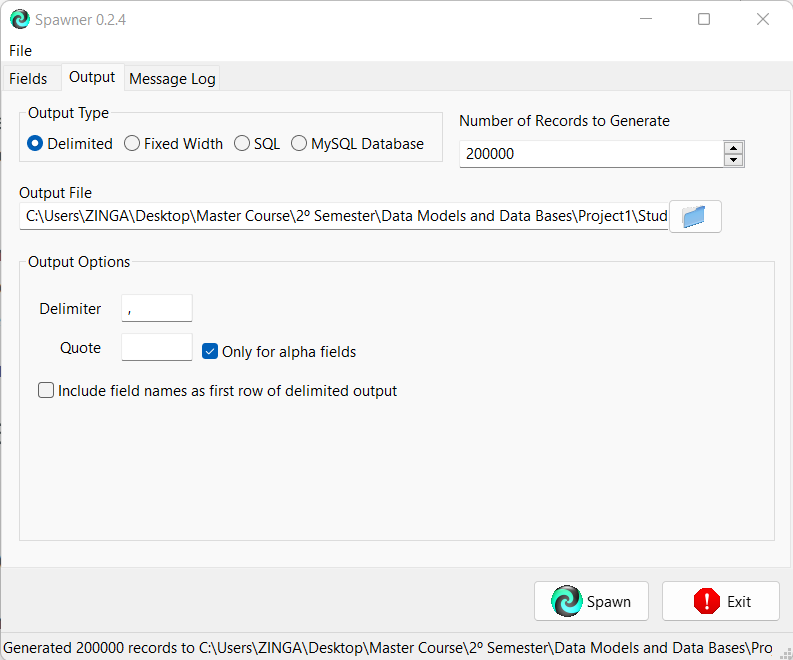 Spawner 0.2.4
File
Fields Output Message Log
Output Type
Delimited Fixed Width SQL MySQL Database
Number of Records to Generate
200000
Output File
C:\Users\ZINGA\Desktop\Master Course\2º Semester\Data Models and Data Bases\Project1\Stud
Output Options
Delimiter ,
Quote Only for alpha fields
Include field names as first row of delimited output
Spawn Exit
Generated 200000 records to C:\Users\ZINGA\Desktop\Master Course\2º Semester\Data Models and Data Bases\Pro